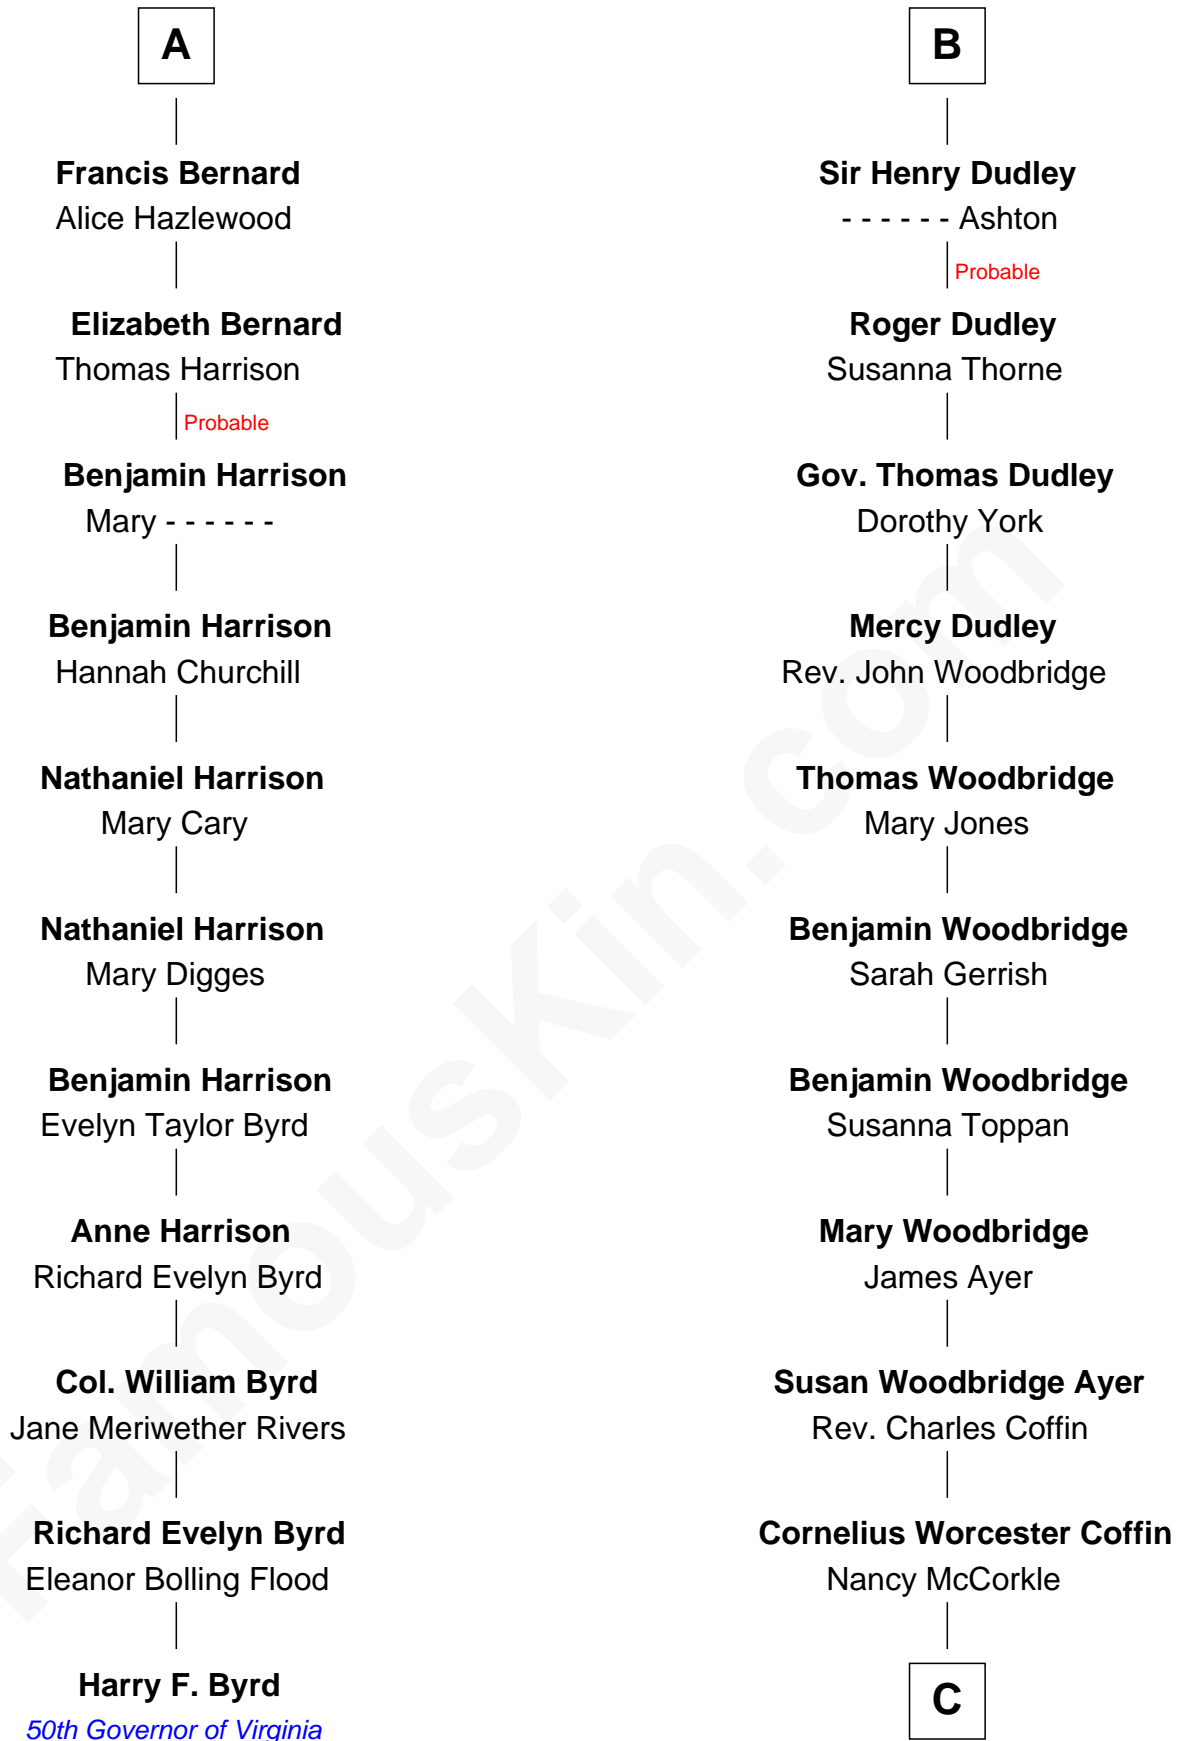 A
Francis Bernard
Alice Hazlewood
Elizabeth Bernard
Thomas Harrison
Probable
Benjamin Harrison
Mary - - - - - -
Benjamin Harrison
Hannah Churchill
Nathaniel Harrison
Mary Cary
Nathaniel Harrison
Mary Digges
Benjamin Harrison
Evelyn Taylor Byrd
Anne Harrison
Richard Evelyn Byrd
Col. William Byrd
Jane Meriwether Rivers
Richard Evelyn Byrd
Eleanor Bolling Flood
Harry F. Byrd
50th Governor of Virginia
B
Sir Henry Dudley
- - - - - - Ashton
Probable
Roger Dudley
Susanna Thorne
Gov. Thomas Dudley
Dorothy York
Mercy Dudley
Rev. John Woodbridge
Thomas Woodbridge
Mary Jones
Benjamin Woodbridge
Sarah Gerrish
Benjamin Woodbridge
Susanna Toppan
Mary Woodbridge
James Ayer
Susan Woodbridge Ayer
Rev. Charles Coffin
Cornelius Worcester Coffin
Nancy McCorkle
C
FamousKin.com